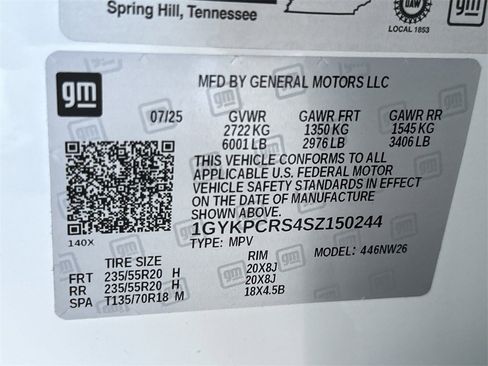 Spring Hill, Tennessee
UAW
LOCAL 1853
gm
gm
MFD BY GENERAL MOTORS LLC
07/25 GVWR GAWR FRT GAWR RR
2722 KG 1350 KG 1545 KG
6001 LB 2976 LB 3406 LB
THIS VEHICLE CONFORMS TO ALL
APPLICABLE U.S. FEDERAL MOTOR
VEHICLE SAFETY STANDARDS IN EFFECT
ON THE DATE OF MANUFACTURE
1GYKPCRS4SZ150244
140X TYPE: MPV MODEL: 446NW26
TIRE SIZE RIM
FRT 235/55R20 H 20X8J
RR 235/55R20 H 20X8J
SPA T135/70R18 M 18X4.5B